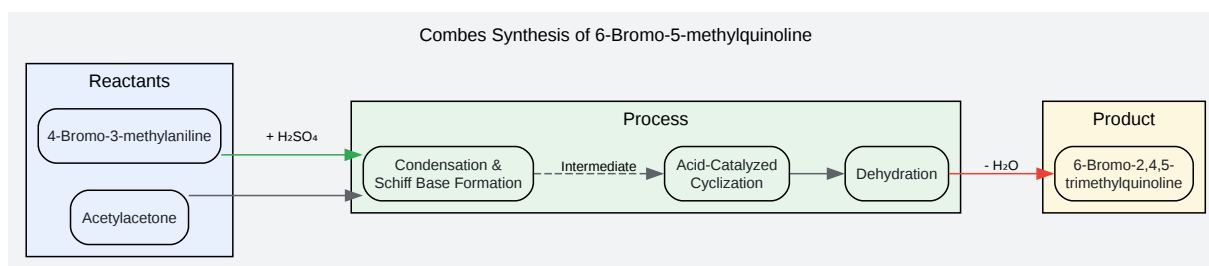 Combes Synthesis of 6-Bromo-5-methylquinoline
Reactants
4-Bromo-3-methylaniline
Acetylacetone
+ H₂SO₄
Process
Condensation &
Schiff Base Formation
Intermediate
Acid-Catalyzed
Cyclization
Dehydration
- H₂O
Product
6-Bromo-2,4,5-
trimethylquinoline